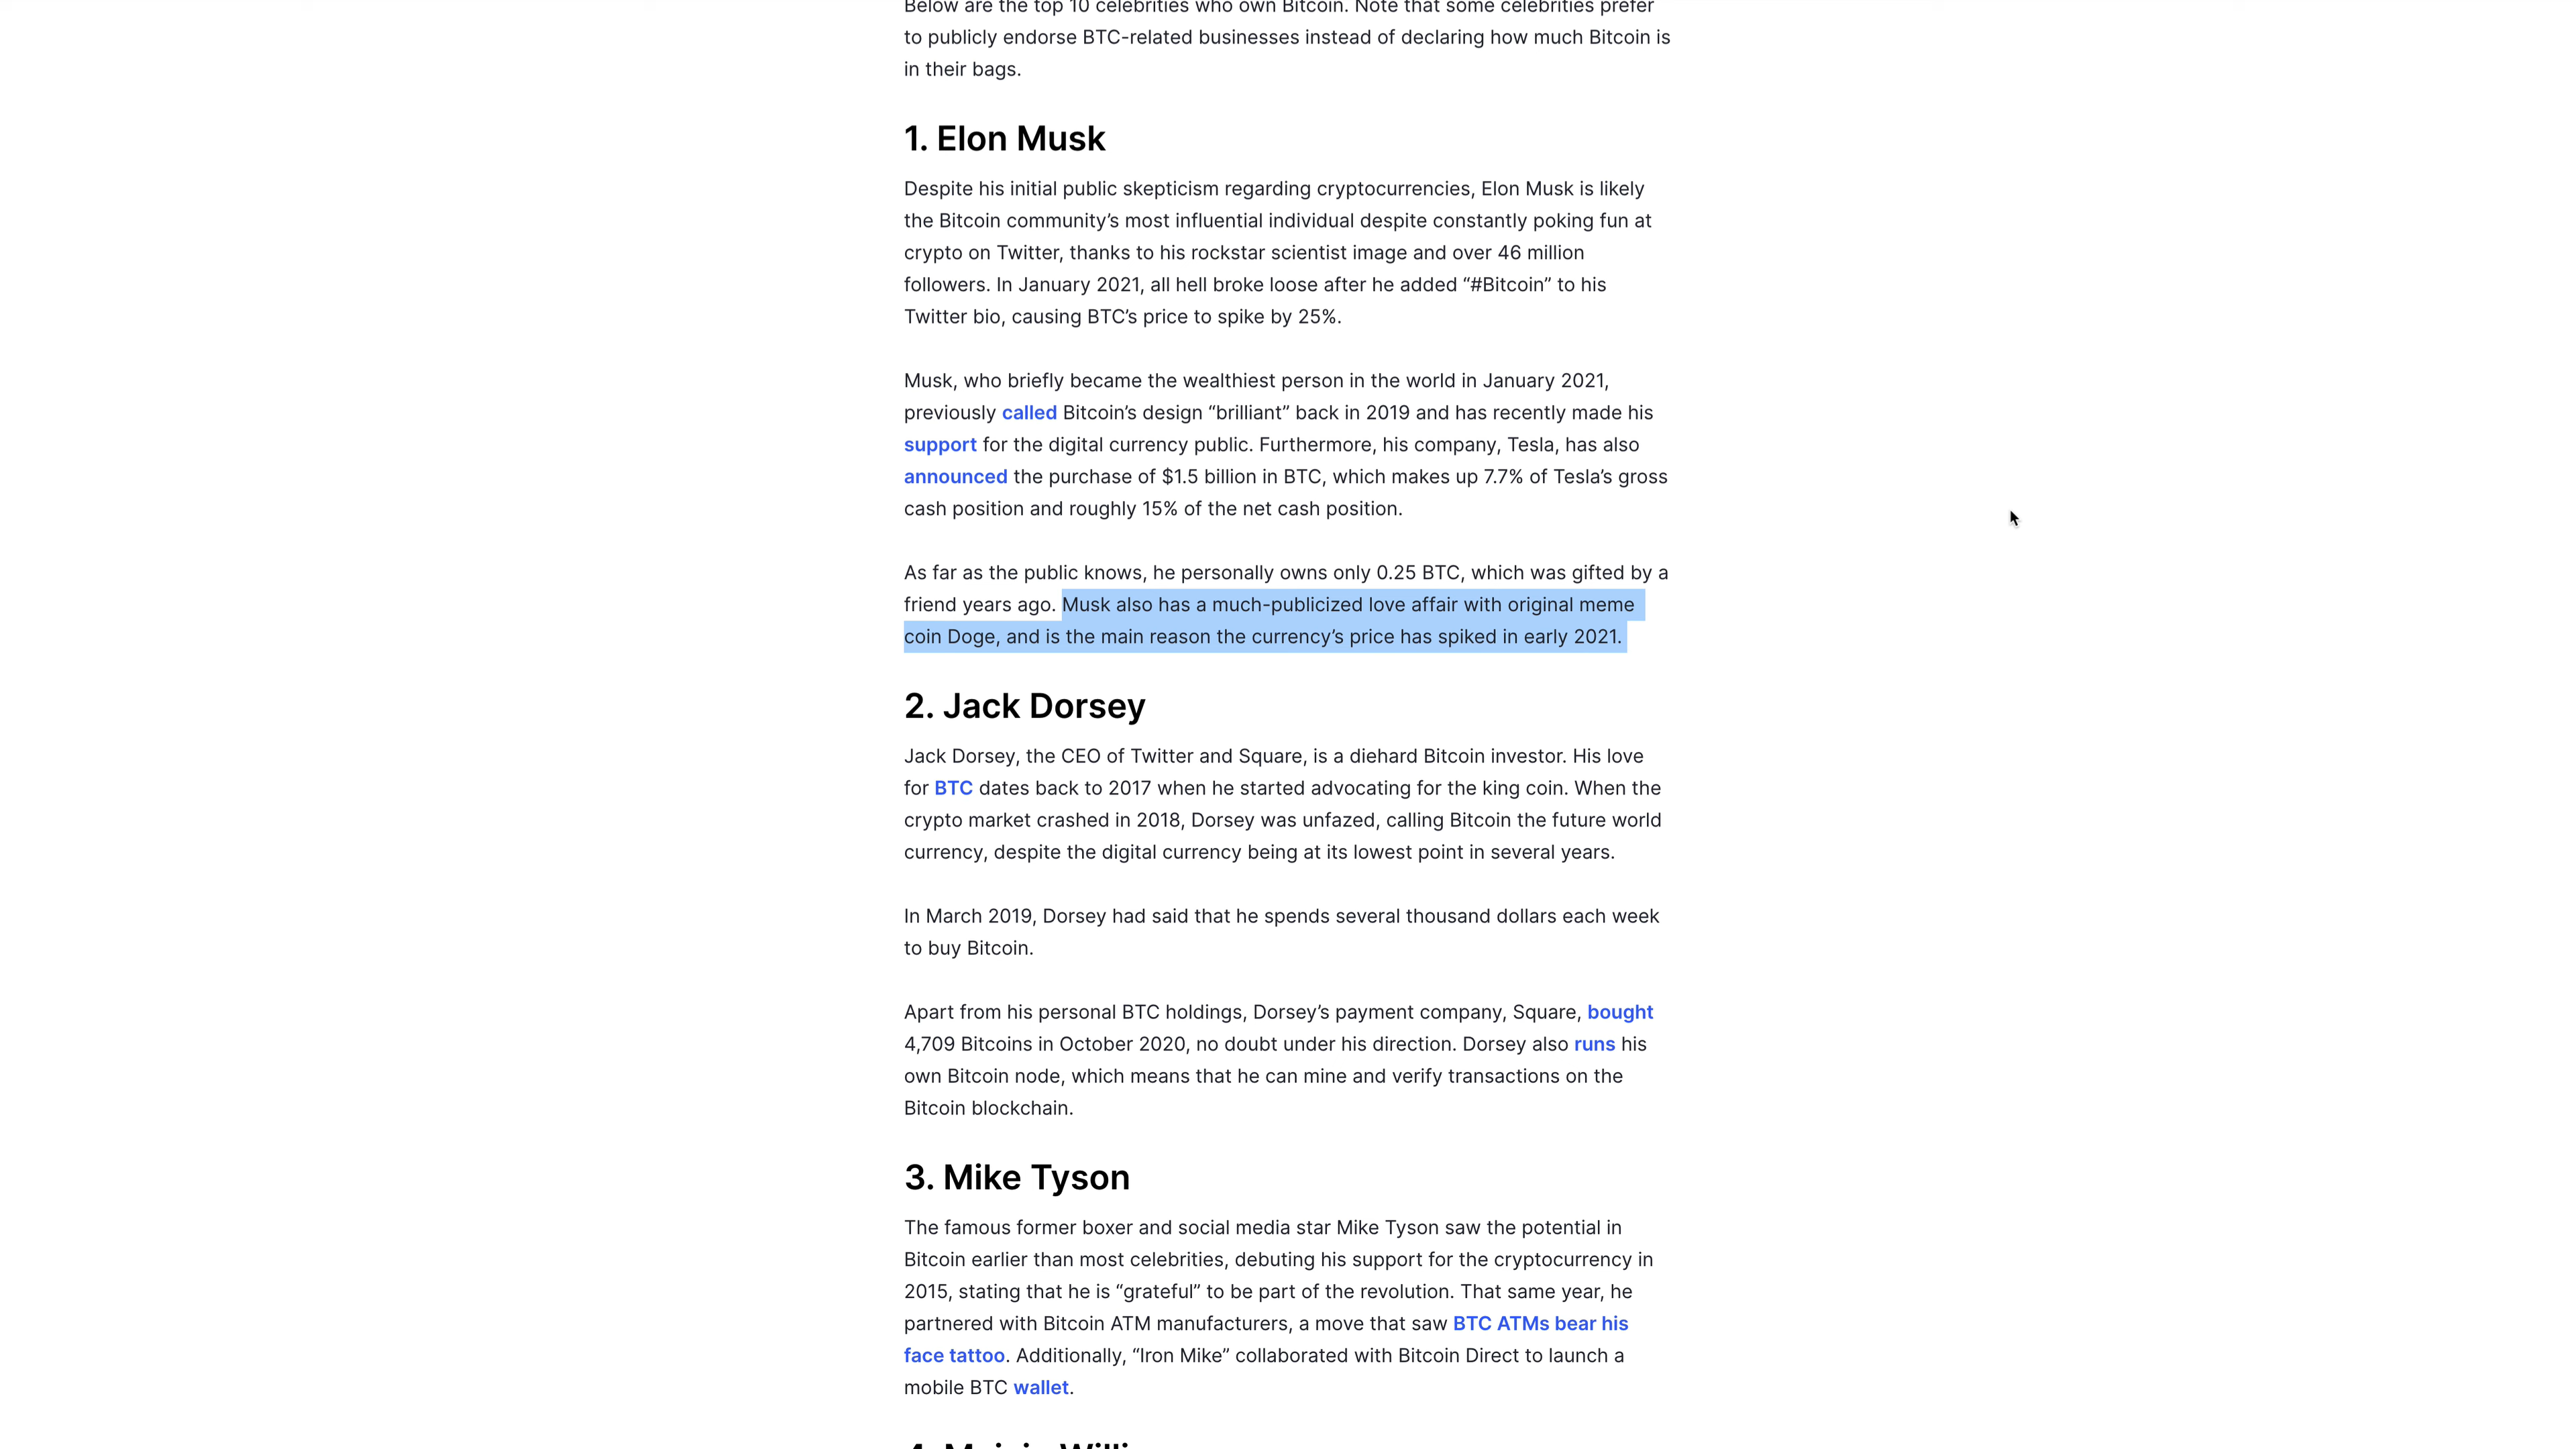 Below are the top 10 celebrities who own Bitcoin. Note that some celebrities prefer
to publicly endorse BTC-related businesses instead of declaring how much Bitcoin is
in their bags.
1. Elon Musk
Despite his initial public skepticism regarding cryptocurrencies, Elon Musk is likely
the Bitcoin community’s most influential individual despite constantly poking fun at
crypto on Twitter, thanks to his rockstar scientist image and over 46 million
followers. In January 2021, all hell broke loose after he added “#Bitcoin” to his
Twitter bio, causing BTC’s price to spike by 25%.
Musk, who briefly became the wealthiest person in the world in January 2021,
previously called Bitcoin’s design “brilliant” back in 2019 and has recently made his
support for the digital currency public. Furthermore, his company, Tesla, has also
announced the purchase of $1.5 billion in BTC, which makes up 7.7% of Tesla’s gross
cash position and roughly 15% of the net cash position.
As far as the public knows, he personally owns only 0.25 BTC, which was gifted by a
friend years ago. Musk also has a much-publicized love affair with original meme
coin Doge, and is the main reason the currency’s price has spiked in early 2021.
2. Jack Dorsey
Jack Dorsey, the CEO of Twitter and Square, is a diehard Bitcoin investor. His love
for BTC dates back to 2017 when he started advocating for the king coin. When the
crypto market crashed in 2018, Dorsey was unfazed, calling Bitcoin the future world
currency, despite the digital currency being at its lowest point in several years.
In March 2019, Dorsey had said that he spends several thousand dollars each week
to buy Bitcoin.
Apart from his personal BTC holdings, Dorsey’s payment company, Square, bought
4,709 Bitcoins in October 2020, no doubt under his direction. Dorsey also runs his
own Bitcoin node, which means that he can mine and verify transactions on the
Bitcoin blockchain.
3. Mike Tyson
The famous former boxer and social media star Mike Tyson saw the potential in
Bitcoin earlier than most celebrities, debuting his support for the cryptocurrency in
2015, stating that he is “grateful” to be part of the revolution. That same year, he
partnered with Bitcoin ATM manufacturers, a move that saw BTC ATMs bear his
face tattoo. Additionally, “Iron Mike” collaborated with Bitcoin Direct to launch a
mobile BTC wallet.